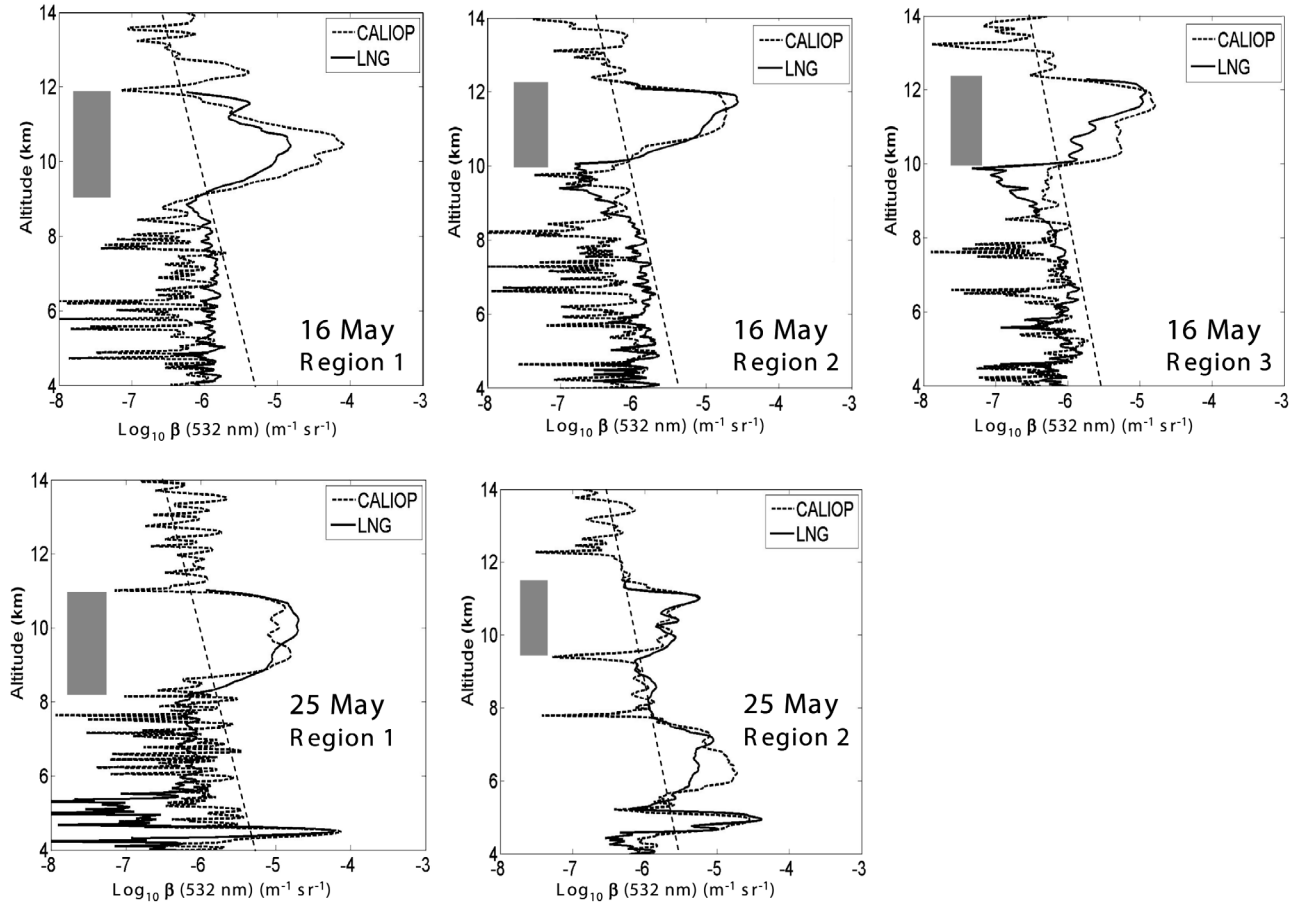 14
12
10
8
6
4
Altitude (km)
CALIOP
LNG
16 May
Region 1
-8 -7 -6 -5 -4 -3
Log10 β (532 nm) (m-1 sr-1)
14
12
10
8
6
4
Altitude (km)
CALIOP
LNG
16 May
Region 2
-8 -7 -6 -5 -4 -3
Log10 β (532 nm) (m-1 sr-1)
14
12
10
8
6
4
Altitude (km)
CALIOP
LNG
16 May
Region 3
-8 -7 -6 -5 -4 -3
Log10 β (532 nm) (m-1 sr-1)
14
12
10
8
6
4
Altitude (km)
CALIOP
LNG
25 May
Region 1
-8 -7 -6 -5 -4 -3
Log10 β (532 nm) (m-1 sr-1)
14
12
10
8
6
4
Altitude (km)
CALIOP
LNG
25 May
Region 2
-8 -7 -6 -5 -4 -3
Log10 β (532 nm) (m-1 sr-1)